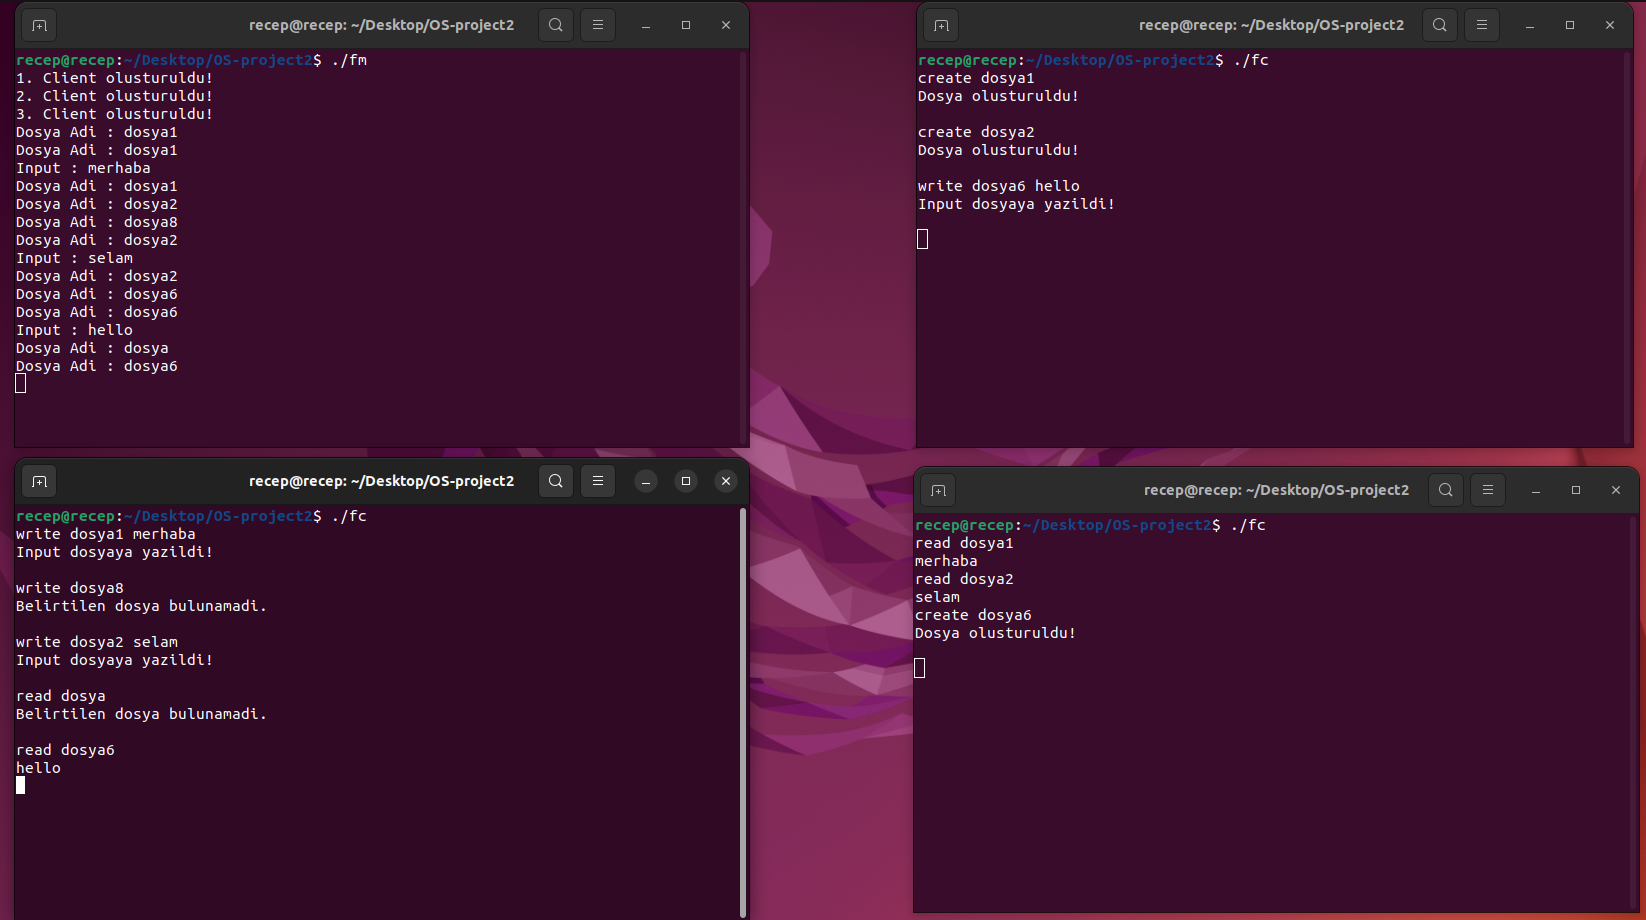 recep@recep: ~/Desktop/OS-project2
recep@recep:~/Desktop/OS-project2$ ./fm
1. Client olusturuldu!
2. Client olusturuldu!
3. Client olusturuldu!
Dosya Adi : dosya1
Dosya Adi : dosya1
Input : merhaba
Dosya Adi : dosya1
Dosya Adi : dosya2
Dosya Adi : dosya8
Dosya Adi : dosya2
Input : selam
Dosya Adi : dosya2
Dosya Adi : dosya6
Dosya Adi : dosya6
Input : hello
Dosya Adi : dosya
Dosya Adi : dosya6
recep@recep: ~/Desktop/OS-project2
recep@recep:~/Desktop/OS-project2$ ./fc
create dosya1
Dosya olusturuldu!
create dosya2
Dosya olusturuldu!
write dosya6 hello
Input dosyaya yazildi!
recep@recep: ~/Desktop/OS-project2
recep@recep:~/Desktop/OS-project2$ ./fc
write dosya1 merhaba
Input dosyaya yazildi!
write dosya8
Belirtilen dosya bulunamadi.
write dosya2 selam
Input dosyaya yazildi!
read dosya
Belirtilen dosya bulunamadi.
read dosya6
hello
recep@recep: ~/Desktop/OS-project2
recep@recep:~/Desktop/OS-project2$ ./fc
read dosya1
merhaba
read dosya2
selam
create dosya6
Dosya olusturuldu!